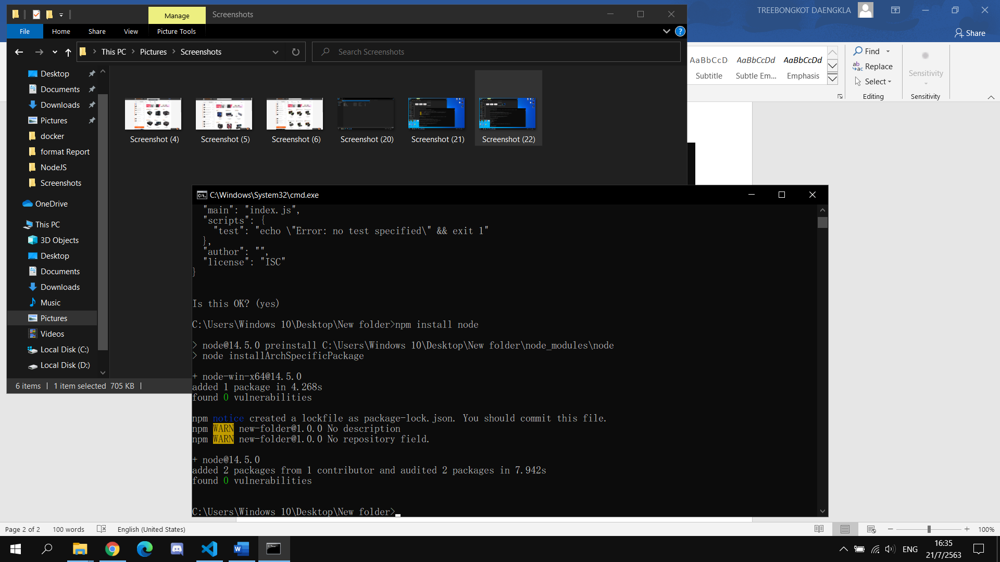 Manage
Screenshots
File
Home
Share
View
Picture Tools
This PC
Pictures
Screenshots
Search Screenshots
Desktop
Documents
Downloads
Pictures
docker
format Report
NodeJS
Screenshots
OneDrive
This PC
3D Objects
Desktop
Documents
Downloads
Music
Pictures
Videos
Local Disk (C:)
Local Disk (D:)
Screenshot (4)
Screenshot (5)
Screenshot (6)
Screenshot (20)
Screenshot (21)
Screenshot (22)
6 items
1 item selected 705 KB
TREEBONGKOT DAENGKLA
Share
AaBbCcD
AaBbCcDd
AaBbCcDd
Subtitle
Subtle Em...
Emphasis
Find
Replace
Select
Editing
Sensitivity
Sensitivity
C:\Windows\System32\cmd.exe
"main": "index.js",
"scripts": {
"test": "echo \"Error: no test specified\" && exit 1"
},
"author": "",
"license": "ISC"
}
Is this OK? (yes)
C:\Users\Windows 10\Desktop\New folder>npm install node
> node@14.5.0 preinstall C:\Users\Windows 10\Desktop\New folder\node_modules\node
> node installArchSpecificPackage
+ node-win-x64@14.5.0
added 1 package in 4.268s
found 0 vulnerabilities
npm notice created a lockfile as package-lock.json. You should commit this file.
npm WARN new-folder@1.0.0 No description
npm WARN new-folder@1.0.0 No repository field.
+ node@14.5.0
added 2 packages from 1 contributor and audited 2 packages in 7.942s
found 0 vulnerabilities
C:\Users\Windows 10\Desktop\New folder>
Page 2 of 2
100 words
English (United States)
100%
ENG
16:35
21/7/2563